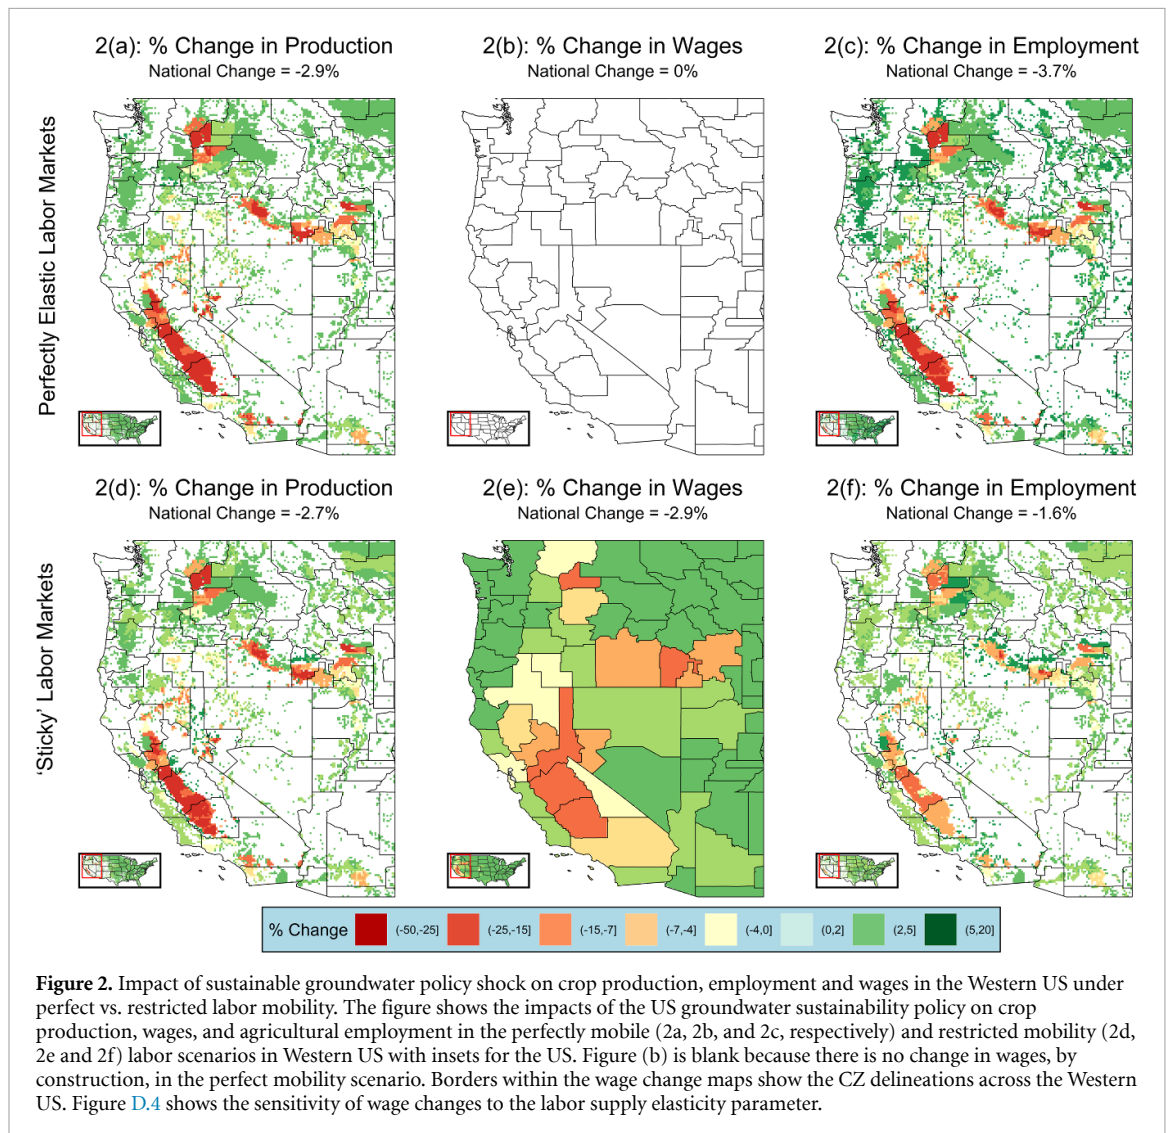 2(a): % Change in Production
National Change = -2.9%
2(b): % Change in Wages
National Change = 0%
2(c): % Change in Employment
National Change = -3.7%
Perfectly Elastic Labor Markets
2(d): % Change in Production
National Change = -2.7%
2(e): % Change in Wages
National Change = -2.9%
2(f): % Change in Employment
National Change = -1.6%
'Sticky' Labor Markets
% Change (-50,-25] (-25,-15] (-15,-7] (-7,-4] (-4,0] (0,2] (2,5] (5,20]
Figure 2. Impact of sustainable groundwater policy shock on crop production, employment and wages in the Western US under
perfect vs. restricted labor mobility. The figure shows the impacts of the US groundwater sustainability policy on crop
production, wages, and agricultural employment in the perfectly mobile (2a, 2b, and 2c, respectively) and restricted mobility (2d,
2e and 2f) labor scenarios in Western US with insets for the US. Figure (b) is blank because there is no change in wages, by
construction, in the perfect mobility scenario. Borders within the wage change maps show the CZ delineations across the Western
US. Figure D.4 shows the sensitivity of wage changes to the labor supply elasticity parameter.